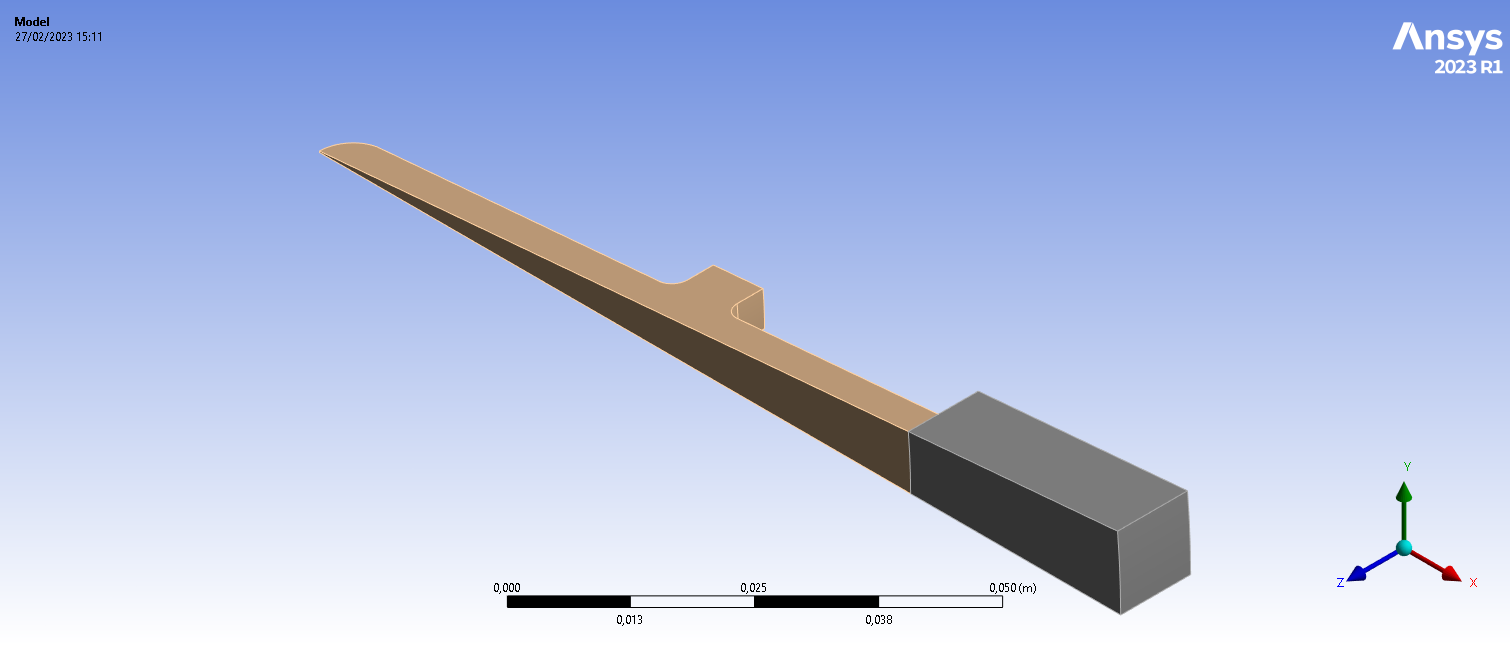 Model
27/02/2023 15:11
Ansys
2023 R1
Y
Z
X
0,000
0,025
0,050 (m)
0,013
0,038